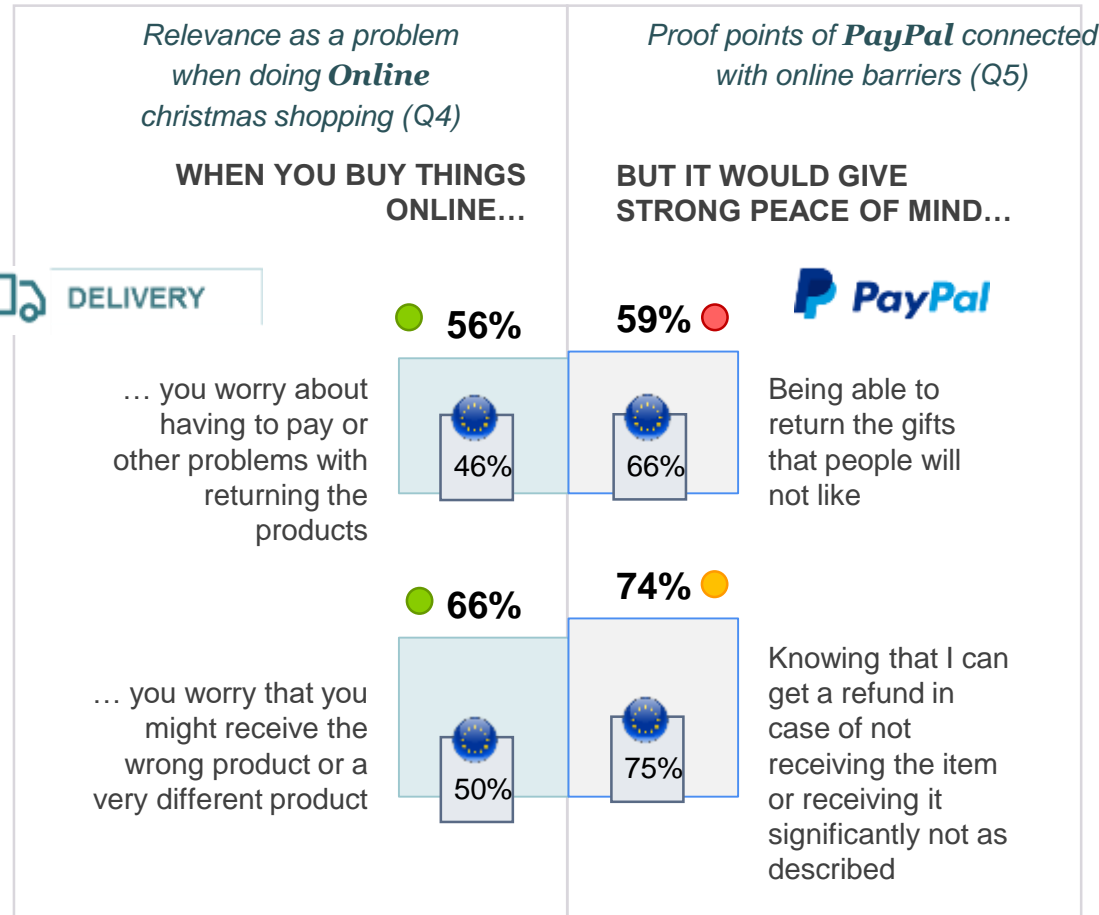 Relevance as a problem
when doing Online
christmas shopping (Q4)
Proof points of PayPal connected
with online barriers (Q5)
WHEN YOU BUY THINGS
ONLINE…
BUT IT WOULD GIVE
STRONG PEACE OF MIND…
DELIVERY
PayPal
56%
59%
… you worry about
having to pay or
other problems with
returning the
products
46%
66%
Being able to
return the gifts
that people will
not like
66%
74%
… you worry that you
might receive the
wrong product or a
very different product
50%
75%
Knowing that I can
get a refund in
case of not
receiving the item
or receiving it
significantly not as
described